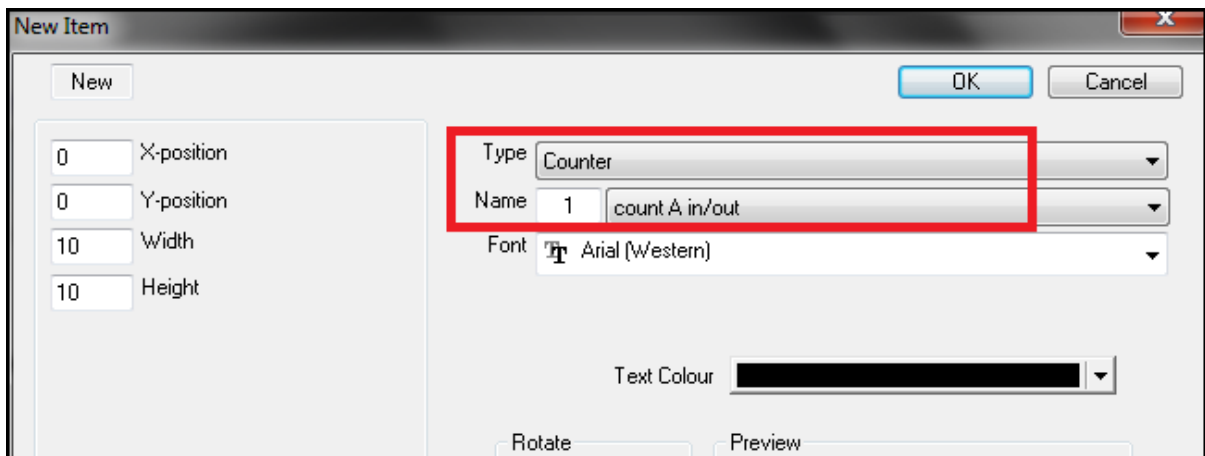 New Item
X
New
OK
Cancel
0 X-position
0 Y-position
10 Width
10 Height
Type Counter
Name 1 count A in/out
Font Arial (Western)
Text Colour
Rotate
Preview